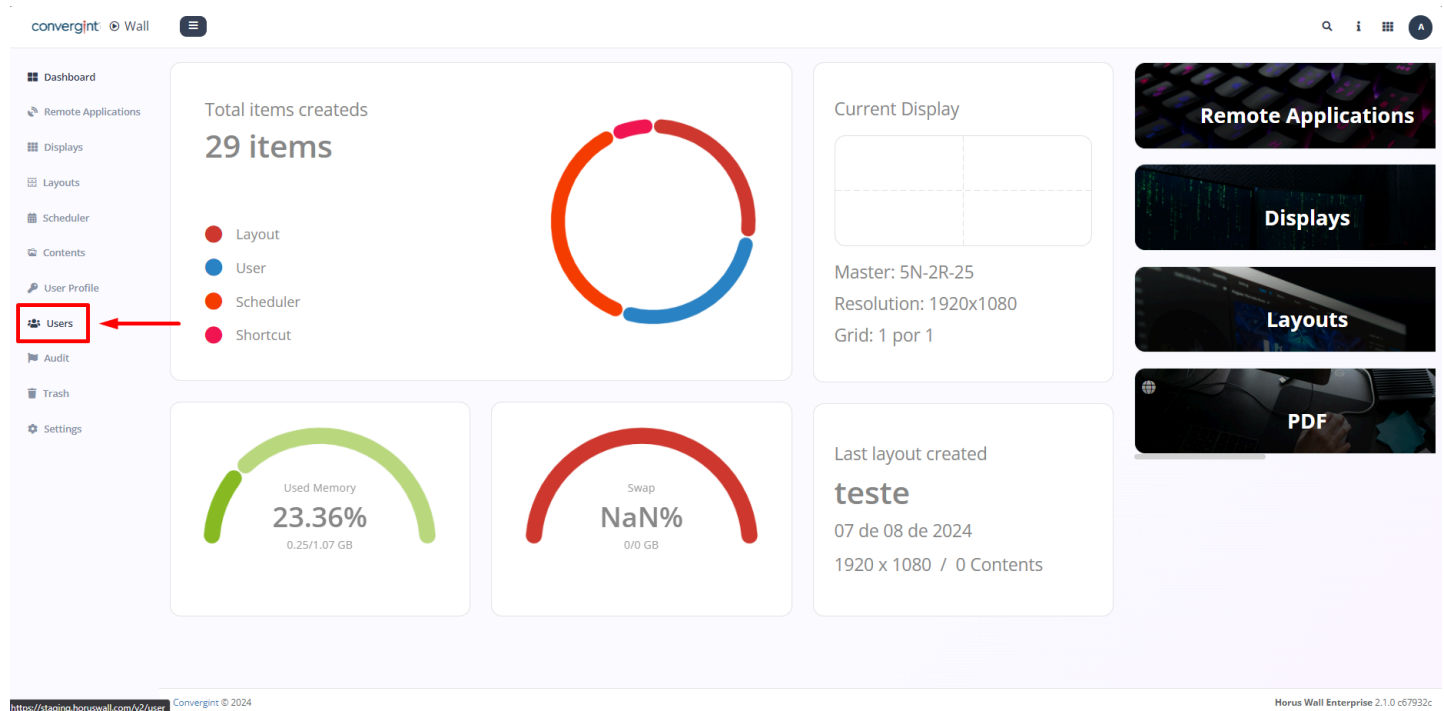 convergint Wall
A
Dashboard
Remote Applications
Displays
Layouts
Scheduler
Contents
User Profile
Users
Audit
Trash
Settings
Total items createds
29 items
Layout
User
Scheduler
Shortcut
Current Display
Master: 5N-2R-25
Resolution: 1920x1080
Grid: 1 por 1
Remote Applications
Displays
Layouts
PDF
Used Memory
23.36%
0.25/1.07 GB
Swap
NaN%
0/0 GB
Last layout created
teste
07 de 08 de 2024
1920 x 1080 / 0 Contents
https://staging.horuswall.com/v2/user
Convergint © 2024
Horus Wall Enterprise 2.1.0 c67932c